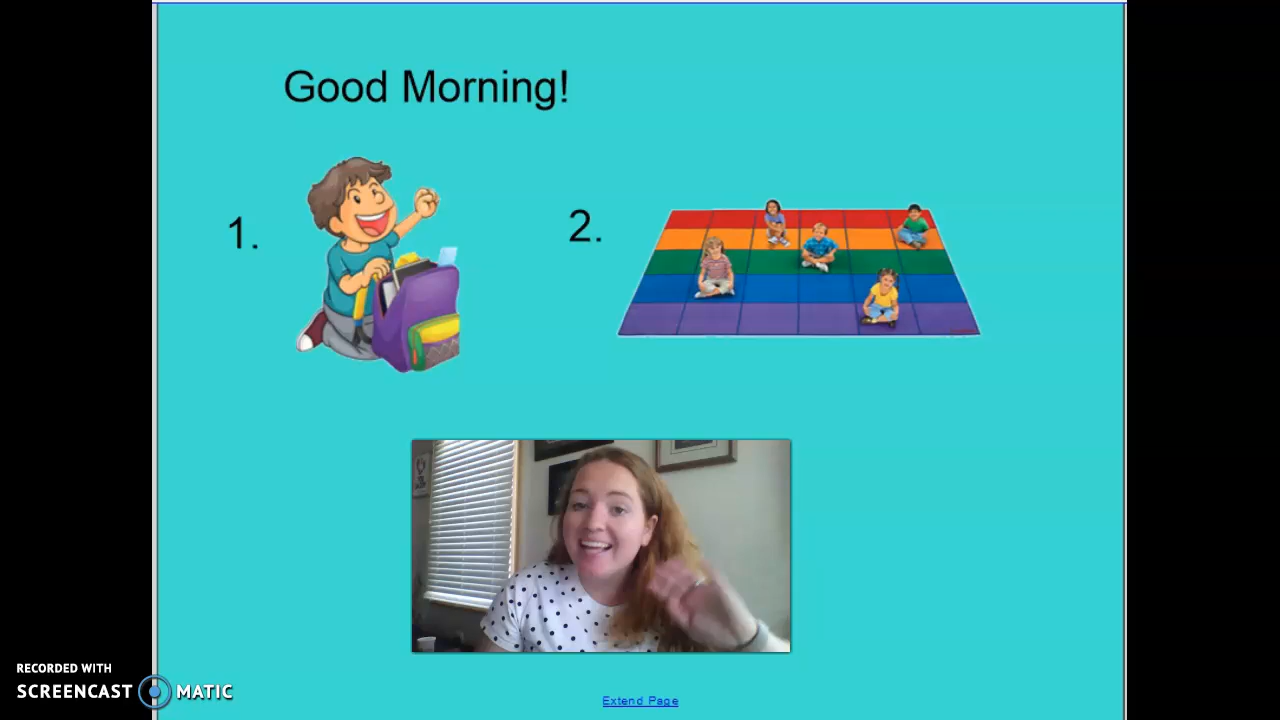 Good Morning!
1.
2.
RECORDED WITH
SCREENCAST MATIC
Extend Page